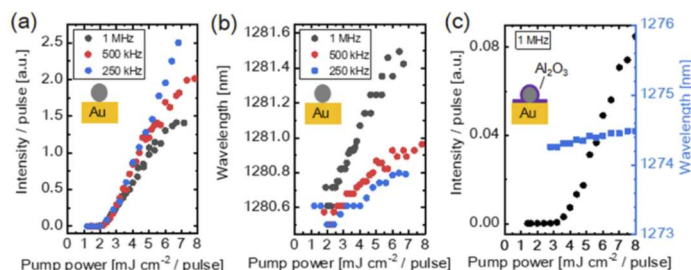 (a)
1 MHz
500 kHz
250 kHz
Au
2.5
2.0
1.5
1.0
0.5
0.0
Intensity / pulse [a.u.]
0 1 2 3 4 5 6 7 8
Pump power [mJ cm⁻² / pulse]
(b)
1 MHz
500 kHz
250 kHz
Au
1281.6
1281.4
1281.2
1281.0
1280.8
1280.6
Wavelength [nm]
0 1 2 3 4 5 6 7 8
Pump power [mJ cm⁻² / pulse]
(c)
1 MHz
Al₂O₃
Au
0.08
0.04
0.00
Intensity / pulse [a.u.]
1276
1275
1274
1273
Wavelength [nm]
0 1 2 3 4 5 6 7 8
Pump power [mJ cm⁻² / pulse]